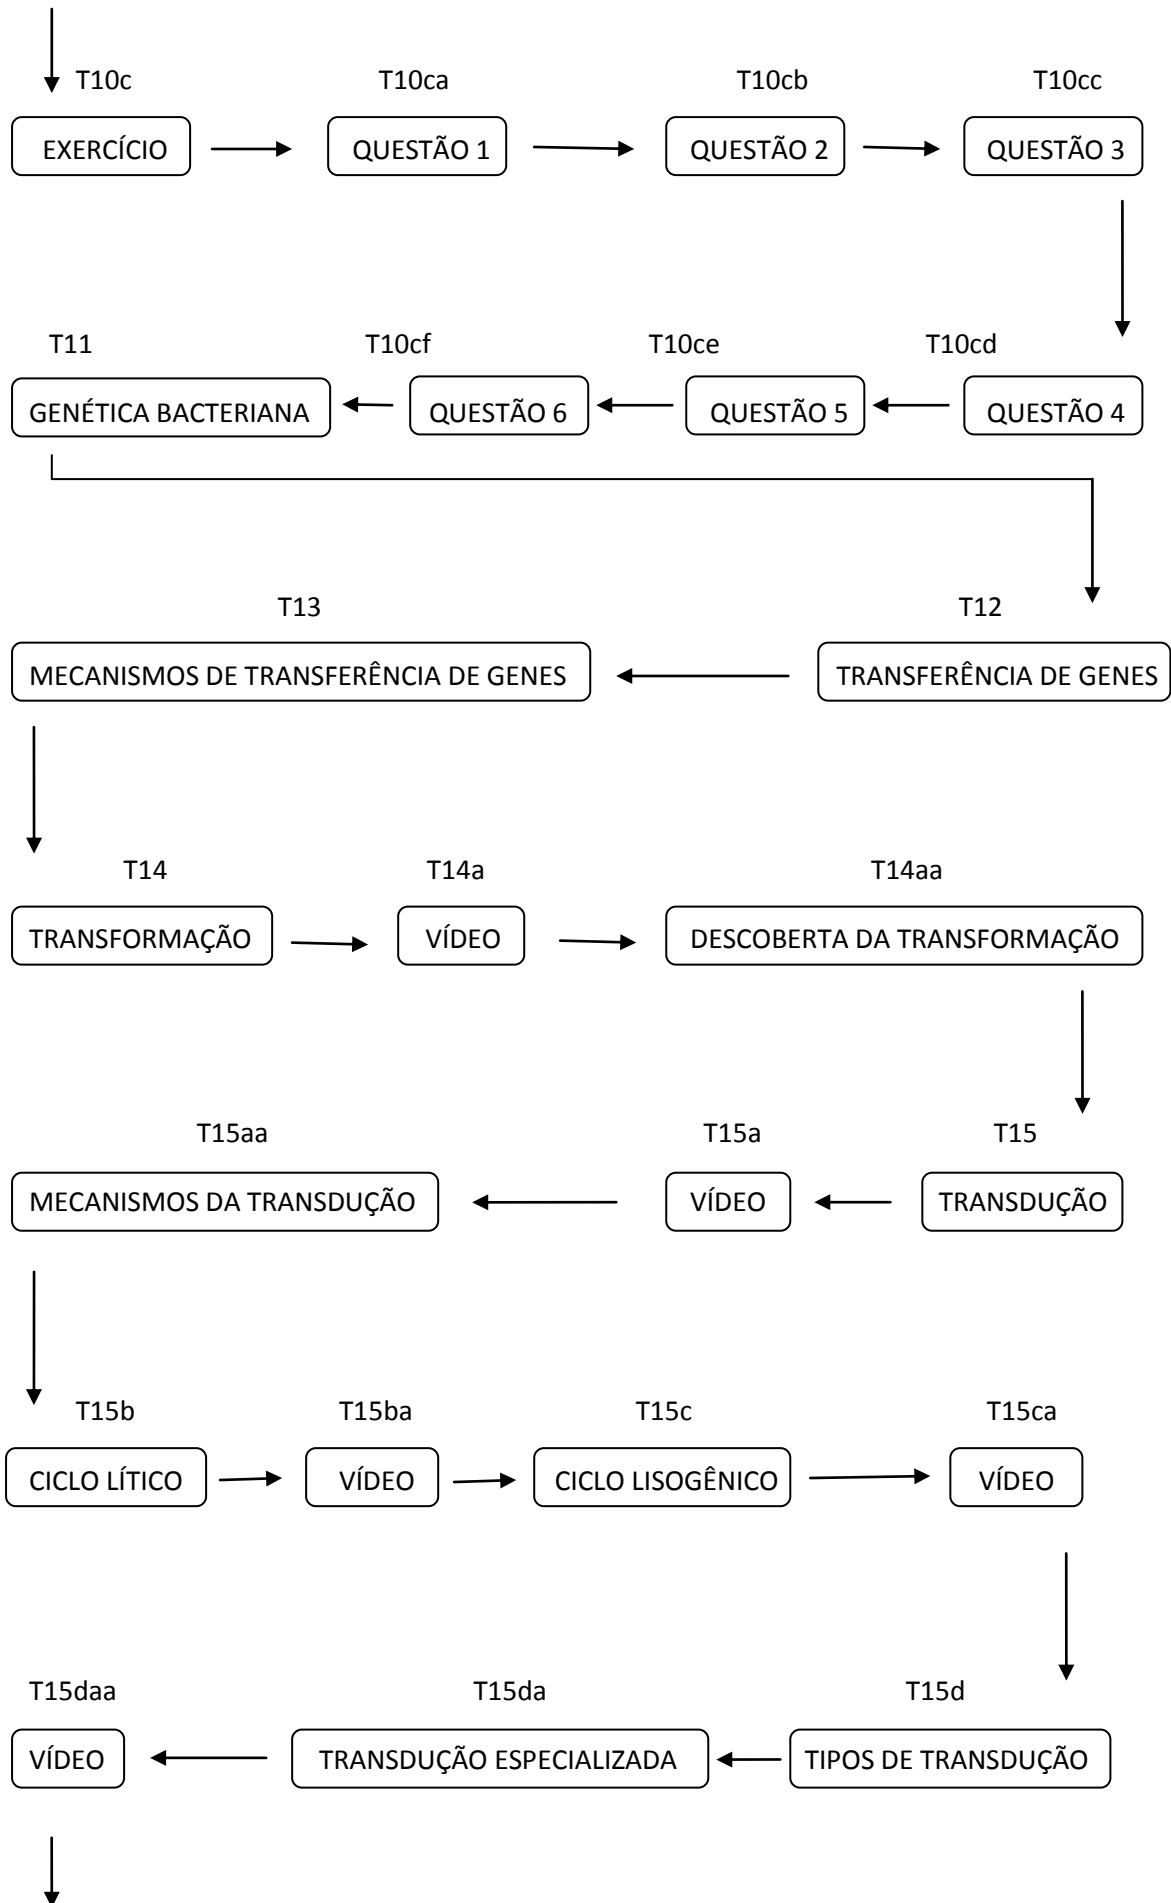 T10c T10ca T10cb T10cc
EXERCÍCIO QUESTÃO 1 QUESTÃO 2 QUESTÃO 3
T11 T10cf T10ce T10cd
GENÉTICA BACTERIANA QUESTÃO 6 QUESTÃO 5 QUESTÃO 4
T13 T12
MECANISMOS DE TRANSFERÊNCIA DE GENES TRANSFERÊNCIA DE GENES
T14 T14a T14aa
TRANSFORMAÇÃO VÍDEO DESCOBERTA DA TRANSFORMAÇÃO
T15aa T15a T15
MECANISMOS DA TRANSDUÇÃO VÍDEO TRANSDUÇÃO
T15b T15ba T15c T15ca
CICLO LÍTICO VÍDEO CICLO LISOGÊNICO VÍDEO
T15daa T15da T15d
VÍDEO TRANSDUÇÃO ESPECIALIZADA TIPOS DE TRANSDUÇÃO